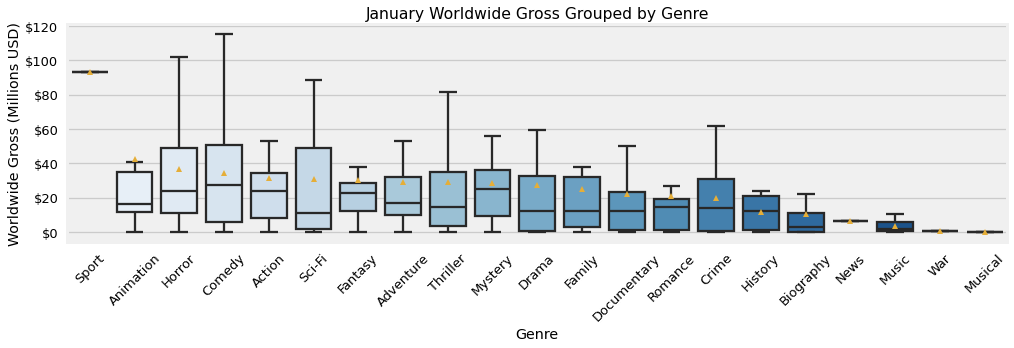 January Worldwide Gross Grouped by Genre
Worldwide Gross (Millions USD)
$120
$100
$80
$60
$40
$20
$0
Sport
Animation
Horror
Comedy
Action
Sci-Fi
Fantasy
Adventure
Thriller
Mystery
Drama
Family
Documentary
Romance
Crime
History
Biography
News
Music
War
Musical
Genre